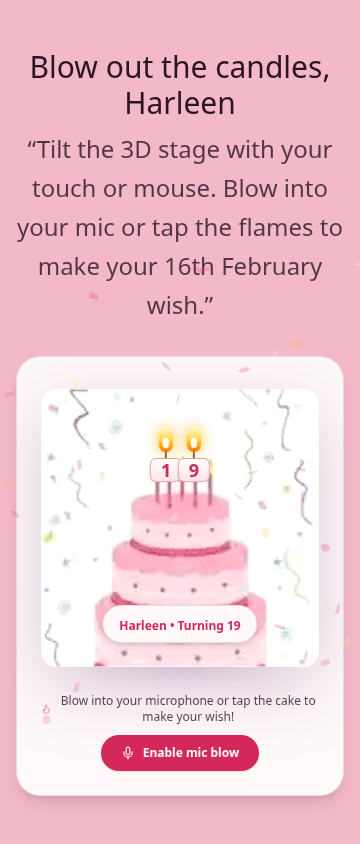 Blow out the candles,
Harleen
“Tilt the 3D stage with your
touch or mouse. Blow into
your mic or tap the flames to
make your 16th February
wish.”
1 9
Harleen • Turning 19
Blow into your microphone or tap the cake to
make your wish!
Enable mic blow